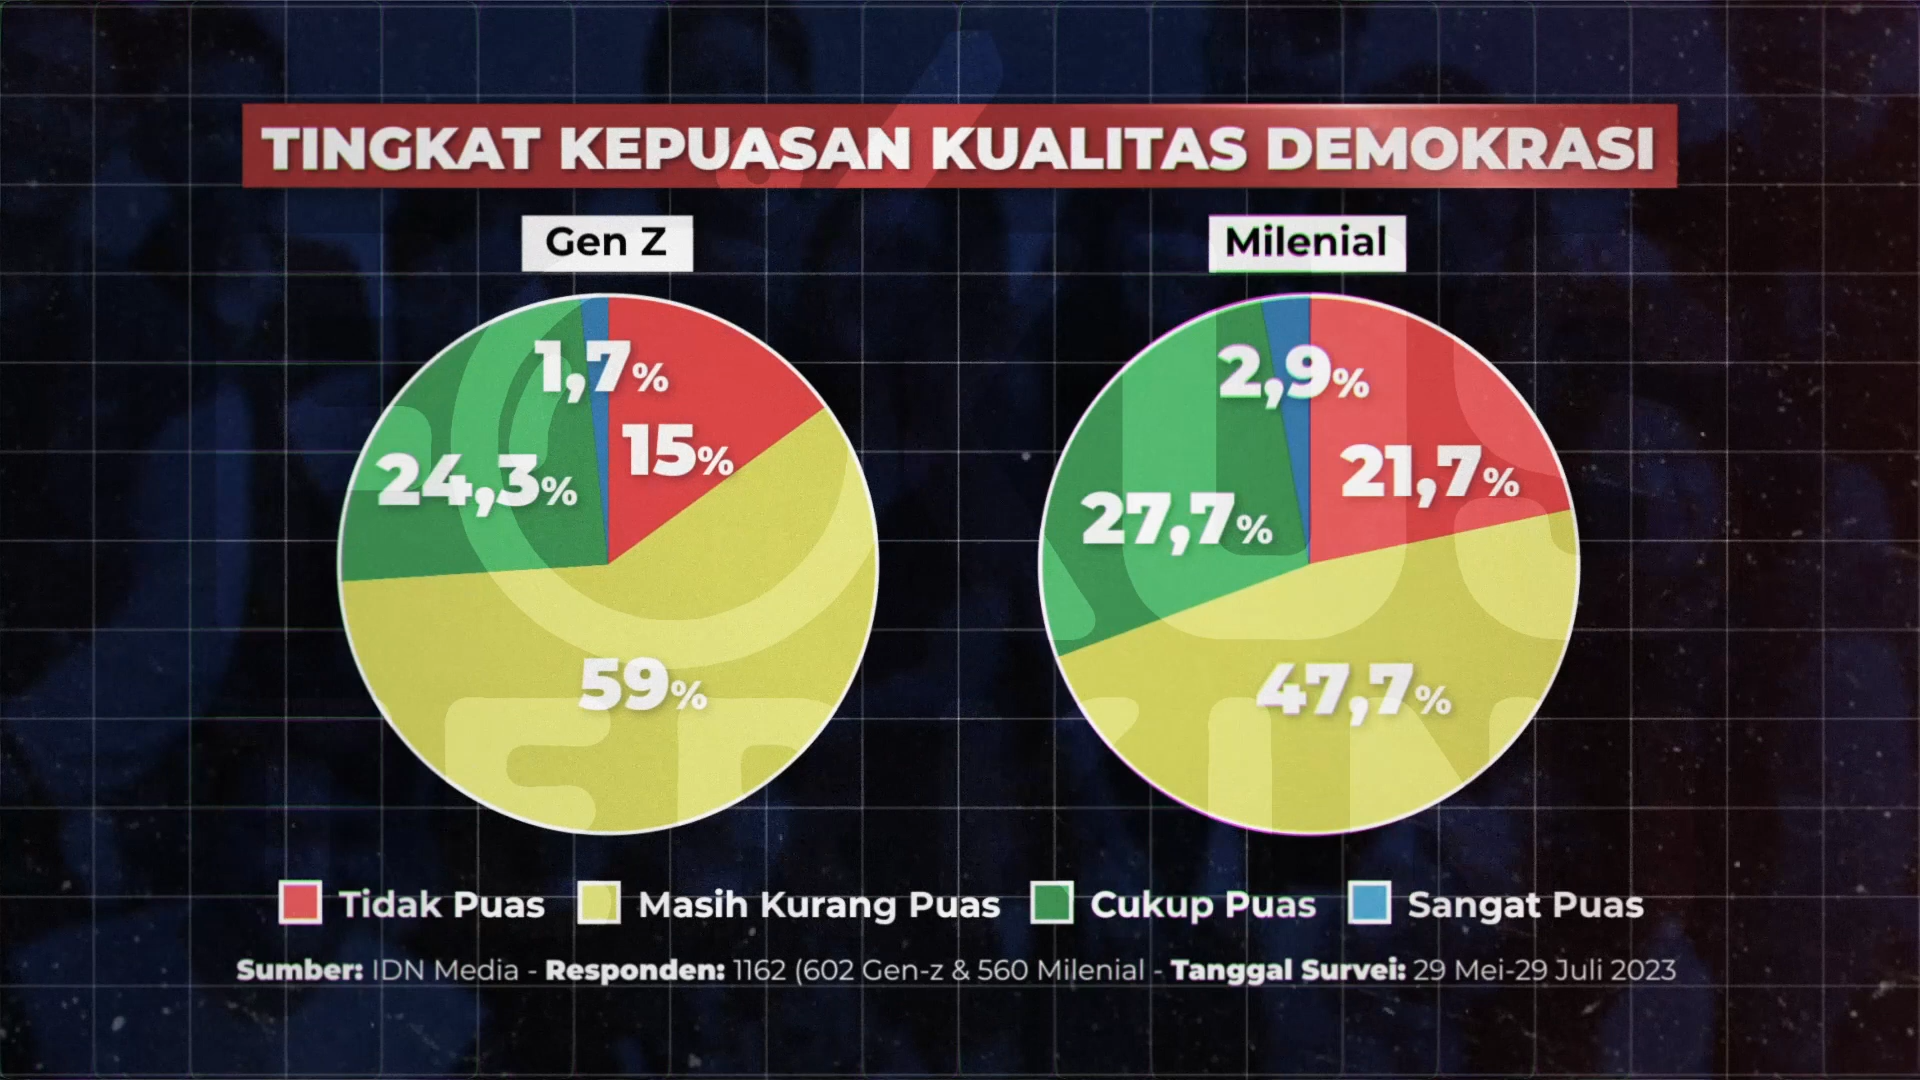 TINGKAT KEPUASAN KUALITAS DEMOKRASI
Gen Z
1,7%
15%
24,3%
59%
Milenial
2,9%
21,7%
27,7%
47,7%
Tidak Puas Masih Kurang Puas Cukup Puas Sangat Puas
Sumber: IDN Media - Responden: 1162 (602 Gen-z & 560 Milenial - Tanggal Survei: 29 Mei-29 Juli 2023